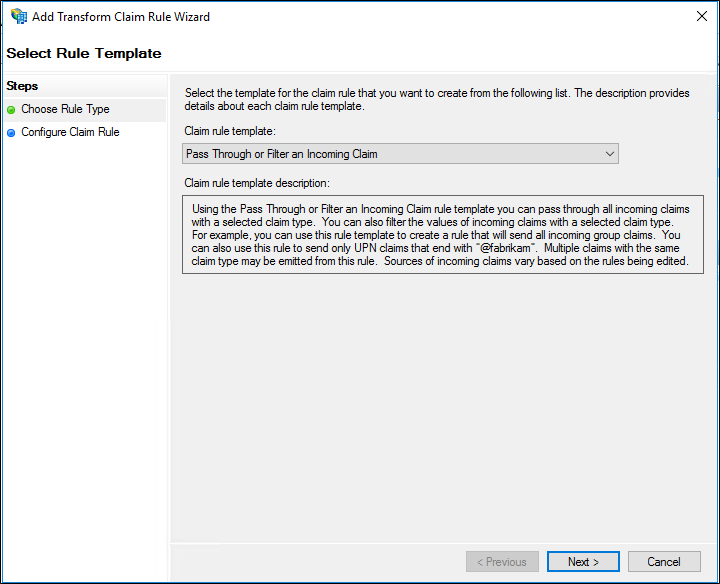 Add Transform Claim Rule Wizard
Select Rule Template
Steps
Choose Rule Type
Configure Claim Rule
Select the template for the claim rule that you want to create from the following list. The description provides
details about each claim rule template.
Claim rule template:
Pass Through or Filter an Incoming Claim
Claim rule template description:
Using the Pass Through or Filter an Incoming Claim rule template you can pass through all incoming claims
with a selected claim type. You can also filter the values of incoming claims with a selected claim type.
For example, you can use this rule template to create a rule that will send all incoming group claims. You
can also use this rule to send only UPN claims that end with "@fabrikam". Multiple claims with the same
claim type may be emitted from this rule. Sources of incoming claims vary based on the rules being edited.
< Previous
Next >
Cancel